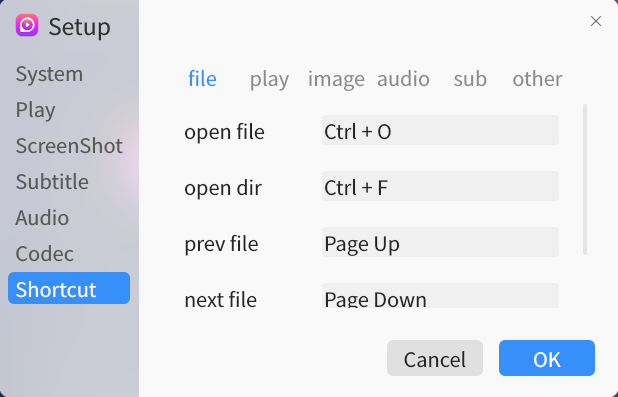 Setup
System
Play
ScreenShot
Subtitle
Audio
Codec
Shortcut
file play image audio sub other
open file Ctrl + O
open dir Ctrl + F
prev file Page Up
next file Page Down
Cancel OK